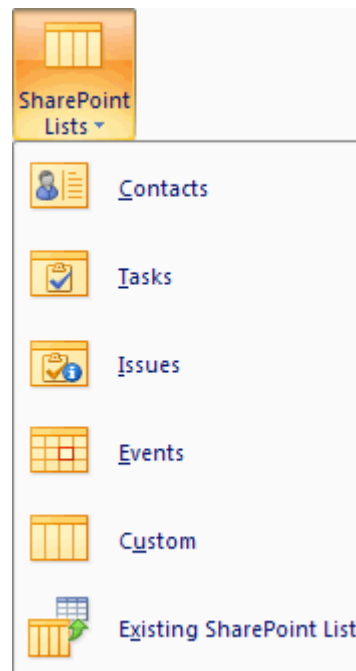 SharePoint
Lists
Contacts
Tasks
Issues
Events
Custom
Existing SharePoint List